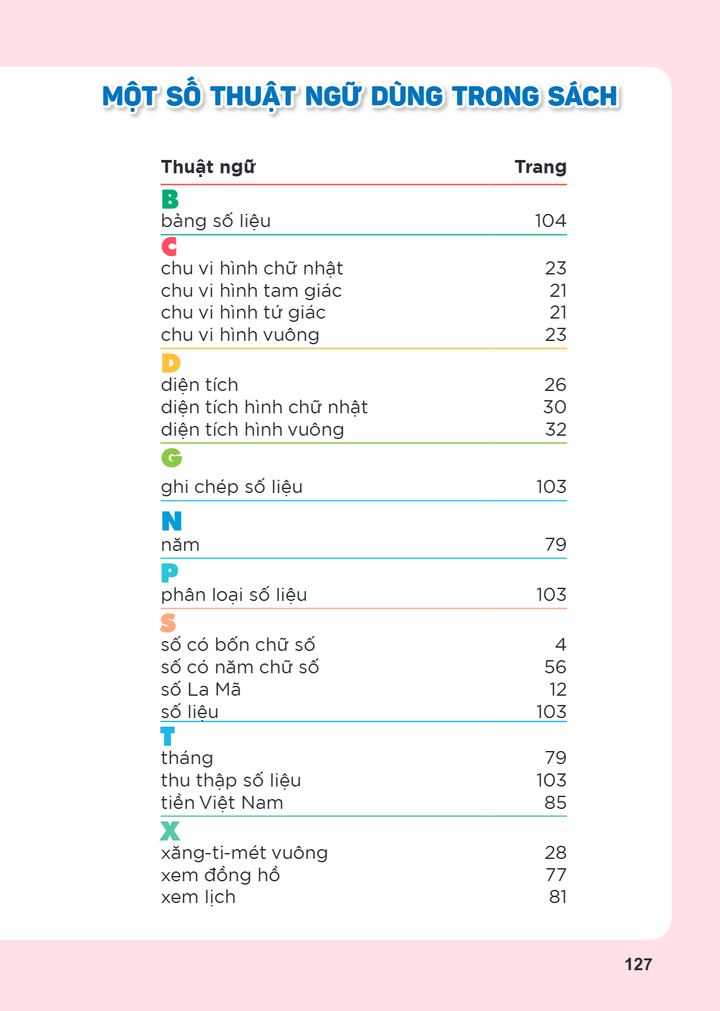 MỘT SỐ THUẬT NGỮ DÙNG TRONG SÁCH
Thuật ngữ Trang
B
bảng số liệu 104
C
chu vi hình chữ nhật 23
chu vi hình tam giác 21
chu vi hình tứ giác 21
chu vi hình vuông 23
D
diện tích 26
diện tích hình chữ nhật 30
diện tích hình vuông 32
G
ghi chép số liệu 103
N
năm 79
P
phân loại số liệu 103
S
số có bốn chữ số 4
số có năm chữ số 56
số La Mã 12
số liệu 103
T
tháng 79
thu thập số liệu 103
tiền Việt Nam 85
X
xăng-ti-mét vuông 28
xem đồng hồ 77
xem lịch 81
127